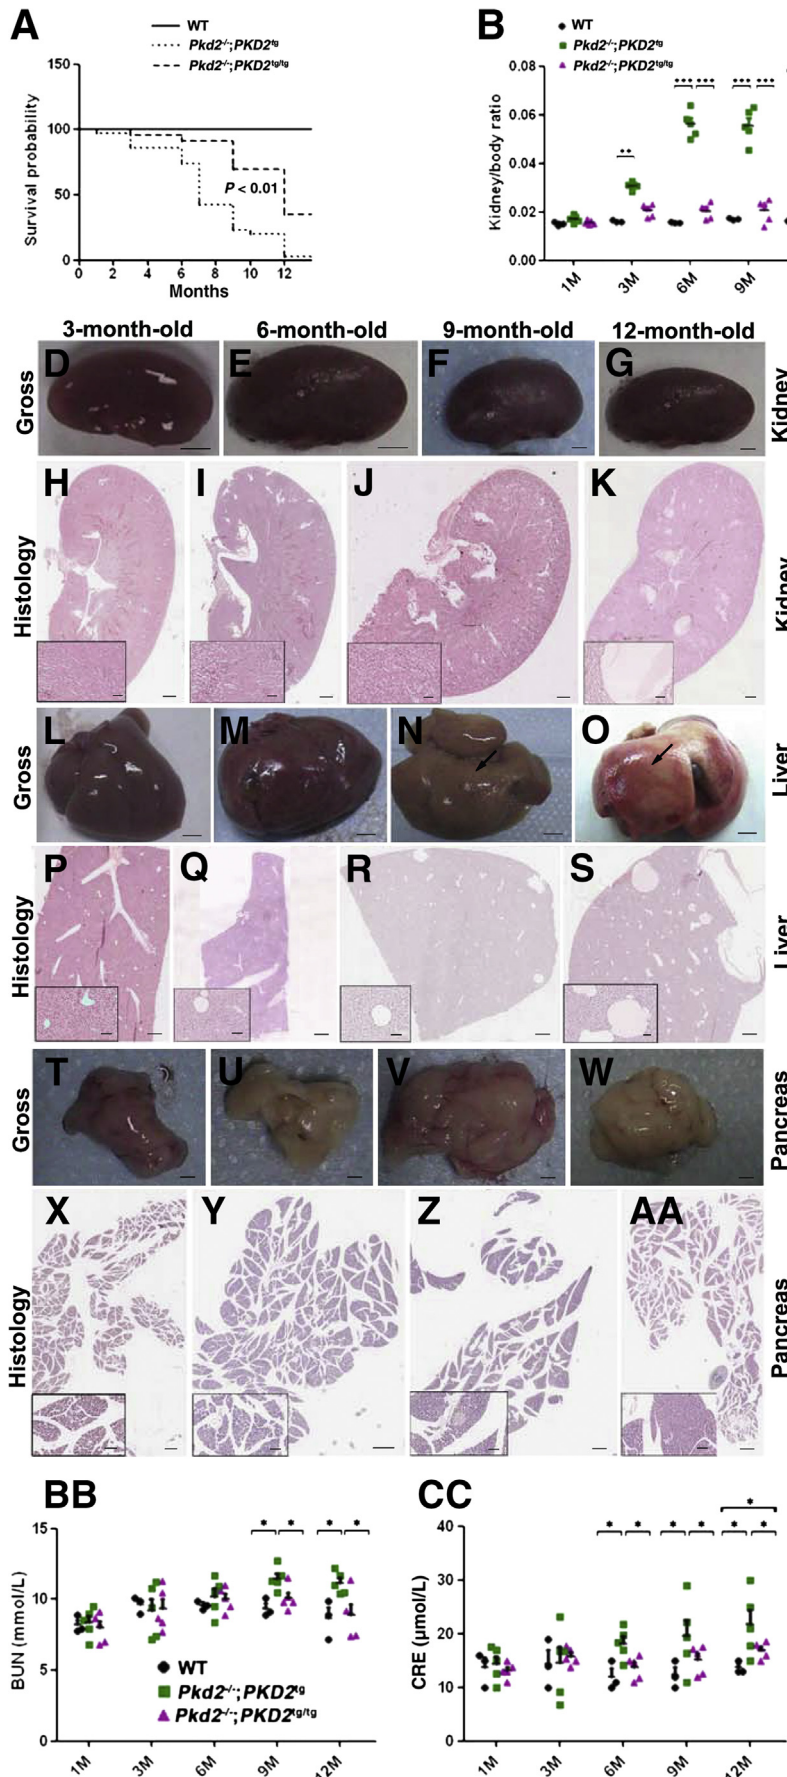 A
WT
Pkd2-/-;PKD2tg
Pkd2-/-;PKD2tg/tg
Survival probability
150
100
50
0
P < 0.01
0 2 4 6 8 10 12
Months
B
WT
Pkd2-/-;PKD2tg
Pkd2-/-;PKD2tg/tg
Kidney/body ratio
0.08
0.06
0.04
0.02
0.00
*** *** *** ***
**
1M 3M 6M 9M
3-month-old 6-month-old 9-month-old 12-month-old
Gross D E F G Kidney
Histology H I J K Kidney
Gross L M N O Liver
Histology P Q R S Liver
Gross T U V W Pancreas
Histology X Y Z AA Pancreas
BB
BUN (mmol/L)
15
10
5
0
* * * *
WT
Pkd2-/-;PKD2tg
Pkd2-/-;PKD2tg/tg
1M 3M 6M 9M 12M
CC
CRE (µmol/L)
40
30
20
10
0
*
* * * * * *
1M 3M 6M 9M 12M